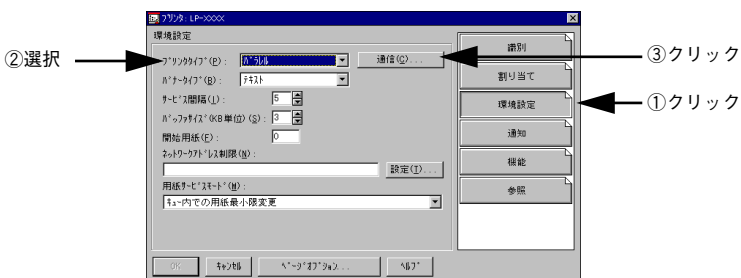 プリンタ: LP-XXXX
環境設定
②選択
プリンタタイプ(P) :
パラレル
通信(C)...
③クリック
バナータイプ(B) :
テキスト
サービス間隔(I) :
5
バッファサイズ(KB単位)(S) :
3
開始用紙(F) :
0
ネットワークアドレス制限(N) :
設定(T)...
用紙サービスモード(M) :
キュー内での用紙最小限変更
OK
キャンセル
ページオプション...
ヘルプ
識別
割り当て
環境設定
①クリック
通知
機能
参照